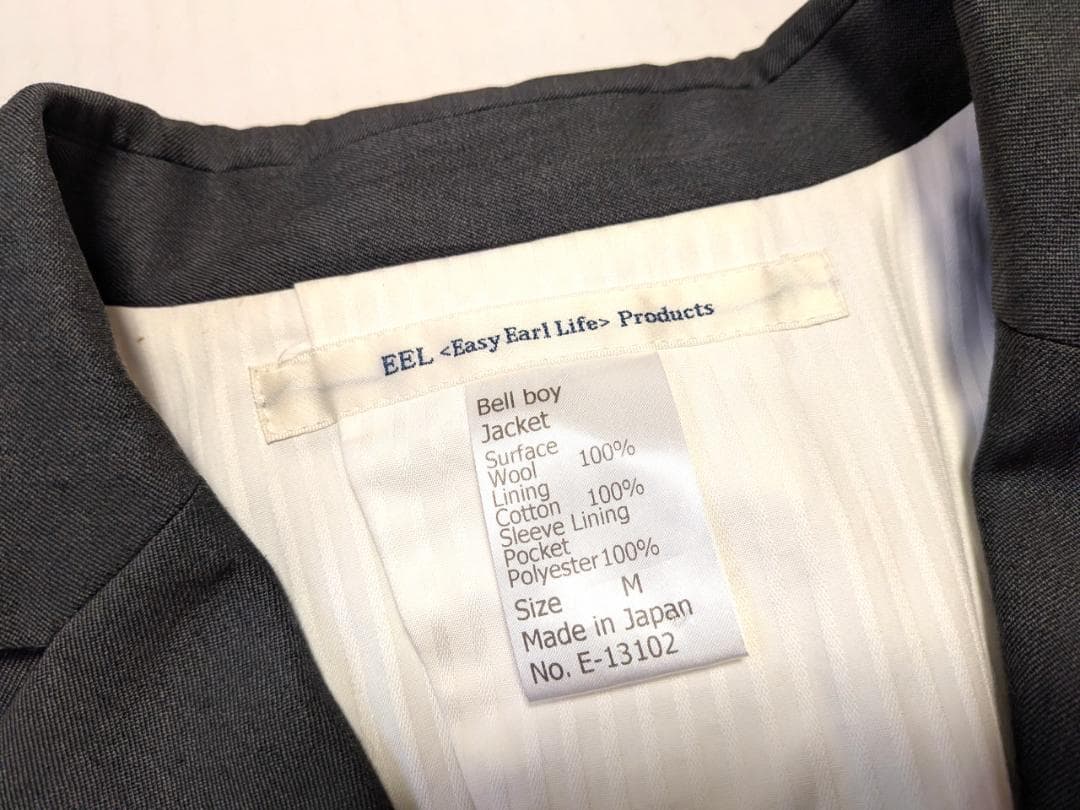 EEL <Easy Earl Life> Products
Bell boy
Jacket
Surface
Wool 100%
Lining
Cotton 100%
Sleeve Lining
Pocket
Polyester 100%
Size M
Made in Japan
No. E-13102